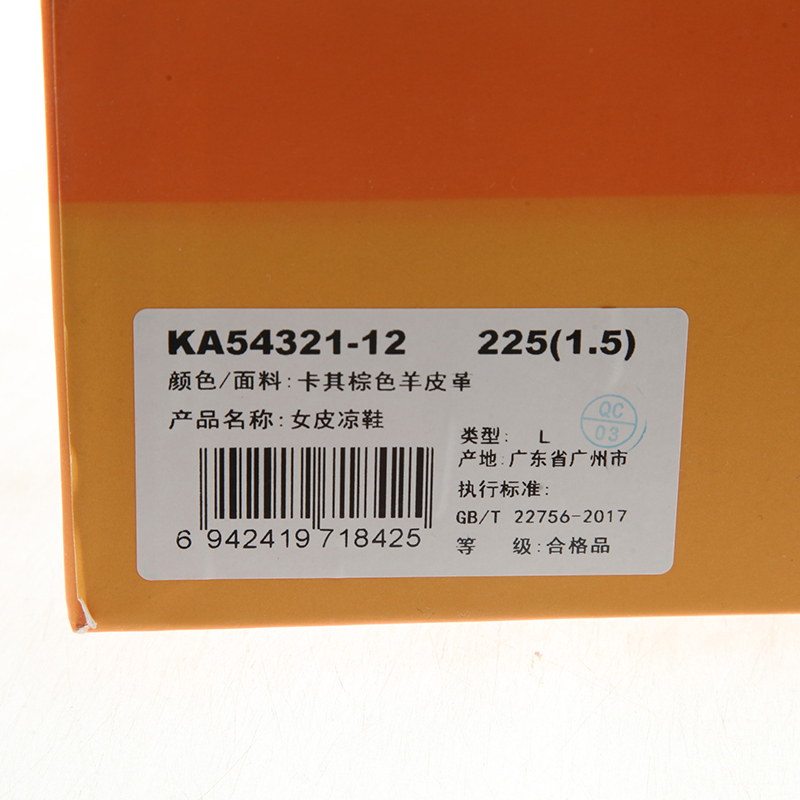 KA54321-12 225(1.5)
颜色/面料:卡其棕色羊皮革
产品名称:女皮凉鞋
类型: L
QC
03
产地:广东省广州市
执行标准:
GB/T 22756-2017
等 级:合格品
6 942419 718425